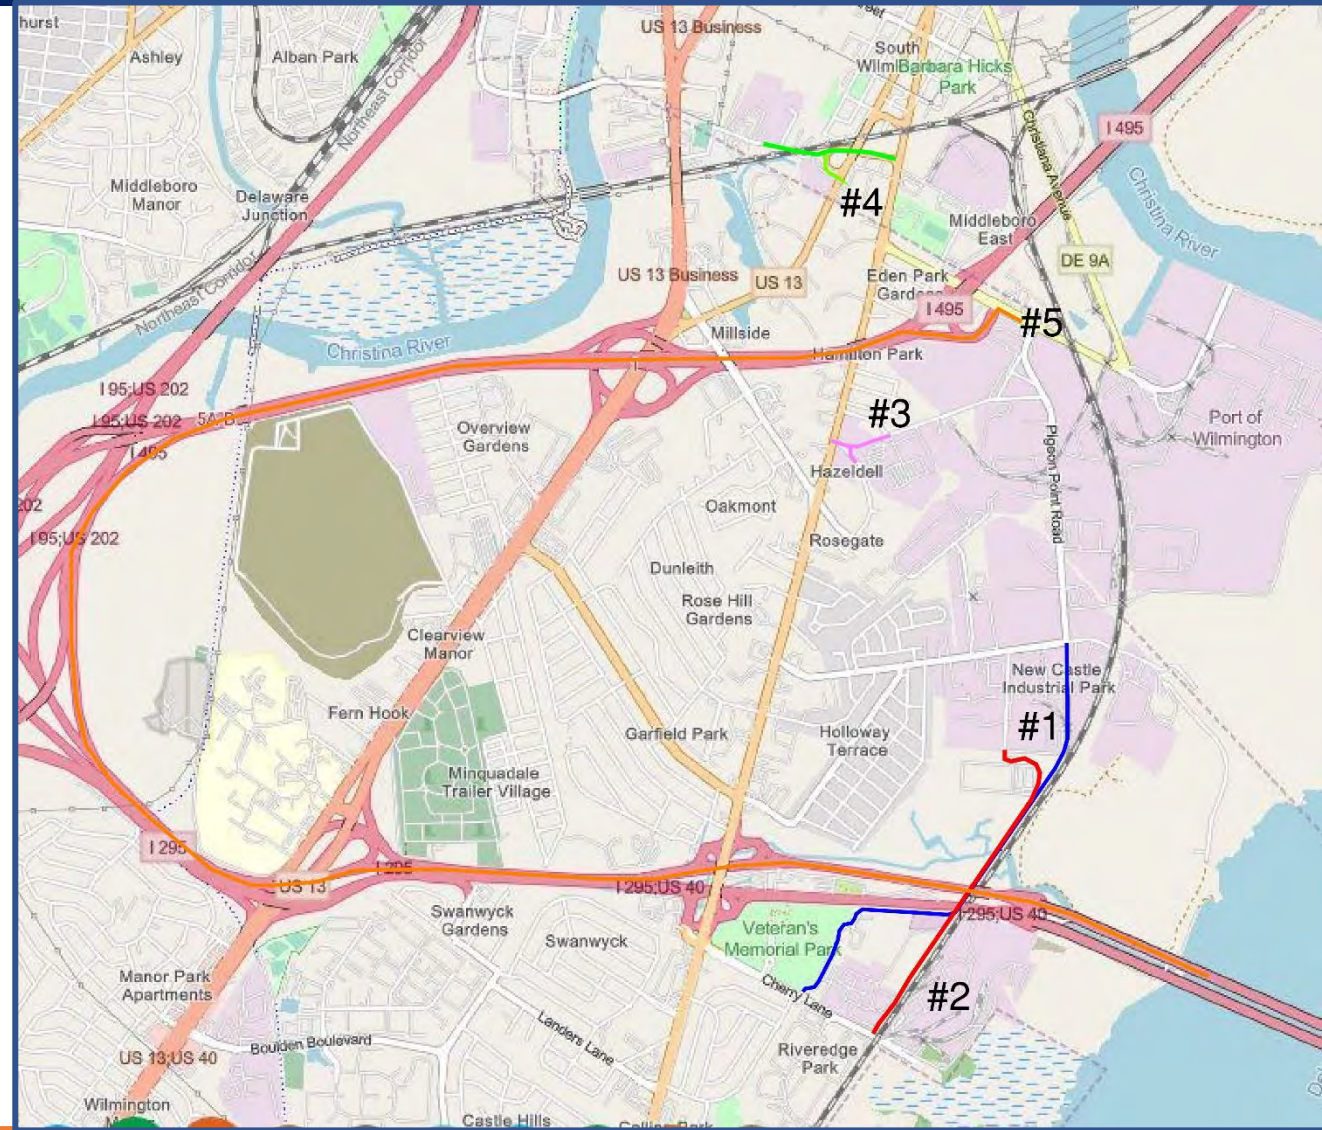 hurst
US 13 Business
Ashley
Alban Park
South
Wilmi
Barbara Hicks
Park
Northeast Corridor
I 495
Christiana Avenue
Middleboro
Manor
Delaware
Junction
#4
Christina River
Middleboro
East
DE 9A
US 13 Business
US 13
Eden Park
Gardens
Northeast Corridor
I 495
#5
Christina River
Millside
Hamilton Park
I 95;US 202
I 95;US 202
5A
I 495
#3
Port of
Wilmington
Overview
Gardens
Pigeon Point Road
Hazeldell
202
Oakmont
I 95;US 202
Rosegate
Dunleith
Rose Hill
Gardens
Clearview
Manor
New Castle
Industrial Park
Fern Hook
Garfield Park
Holloway
Terrace
#1
Minquadale
Trailer Village
I 295
I 295
US 13
I 295;US 40
I 295;US 40
Swanwyck
Gardens
Swanwyck
Veteran's
Memorial Park
Manor Park
Apartments
Cherry Lane
#2
Landers Lane
Boulden Boulevard
Riveredge
Park
US 13;US 40
Wilmington
Castle Hills